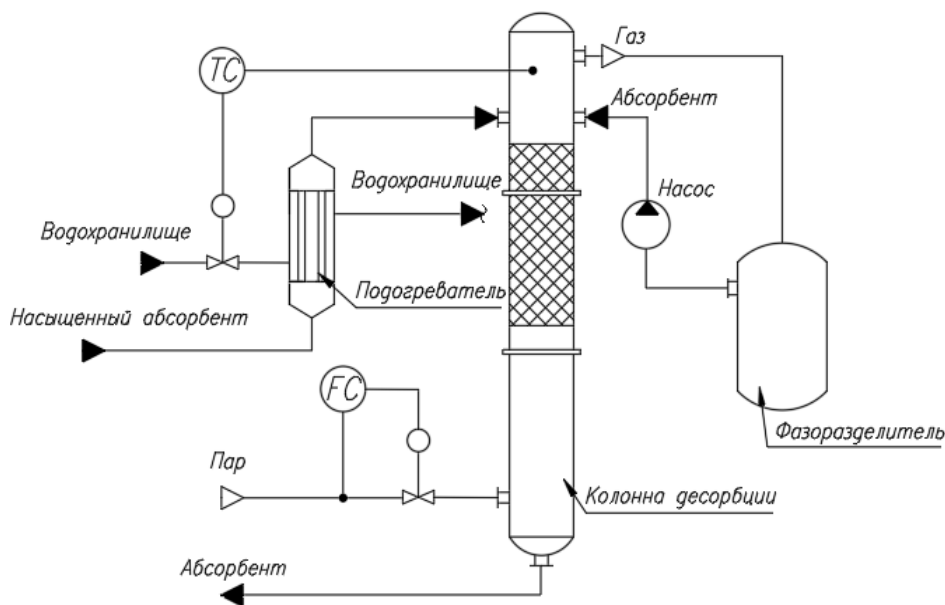 Газ
TC
Абсорбент
Водохранилище
Насос
Водохранилище
Подогреватель
Насыщенный абсорбент
FC
Фазоразделитель
Пар
Колонна десорбции
Абсорбент